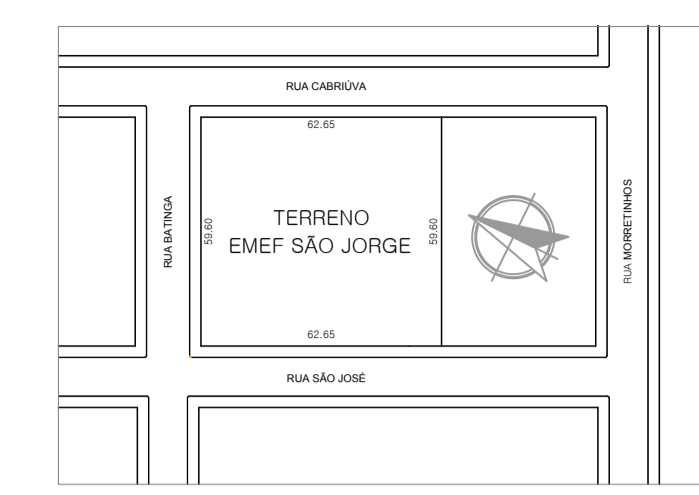 RUA CABRIÚVA
62.65
RUA BATINGA
59.60
TERRENO
EMEF SÃO JORGE
59.60
RUA MORRETINHOS
62.65
RUA SÃO JOSÉ